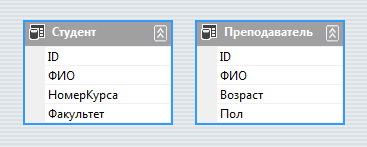 Студент
ID
ФИО
НомерКурса
Факультет
Преподаватель
ID
ФИО
Возраст
Пол